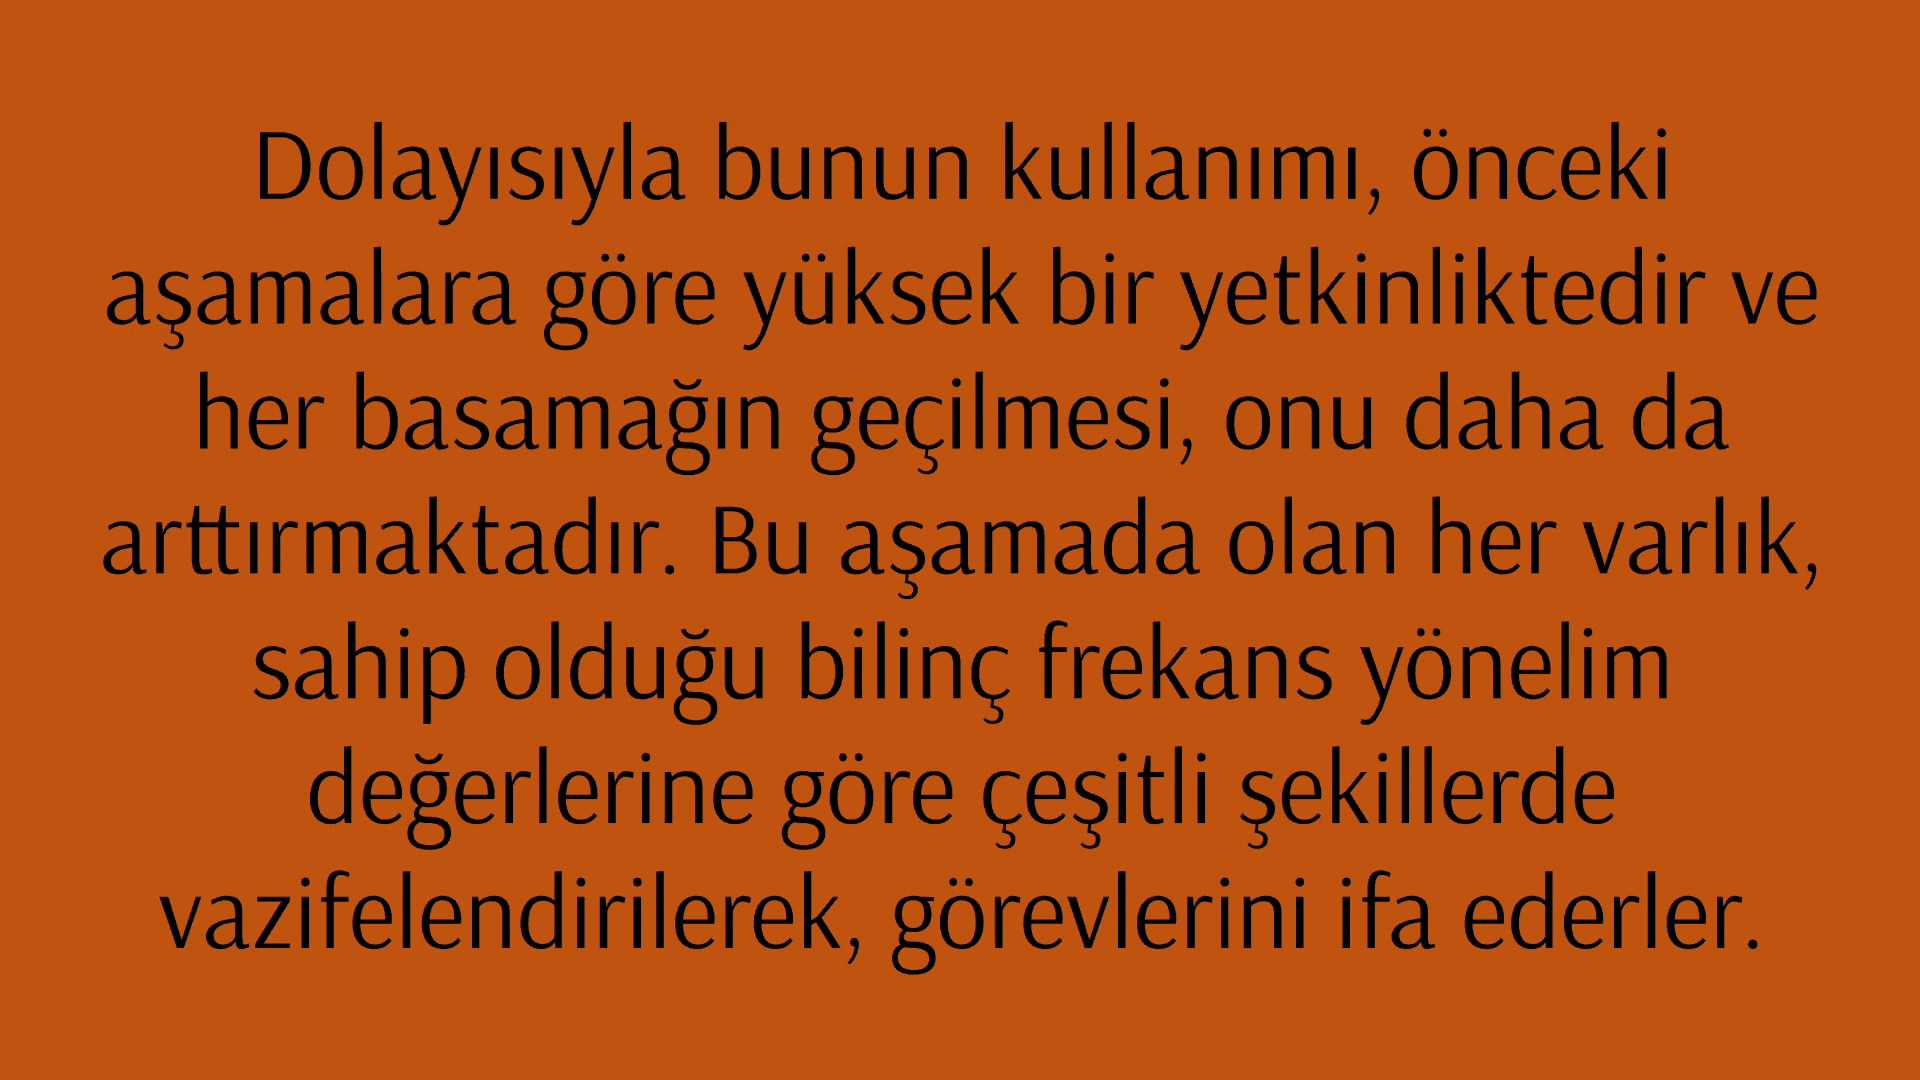 Dolayısıyla bunun kullanımı, önceki
aşamalara göre yüksek bir yetkinliktedir ve
her basamağın geçilmesi, onu daha da
arttırmaktadır. Bu aşamada olan her varlık,
sahip olduğu bilinç frekans yönelim
değerlerine göre çeşitli şekillerde
vazifelendirilerek, görevlerini ifa ederler.